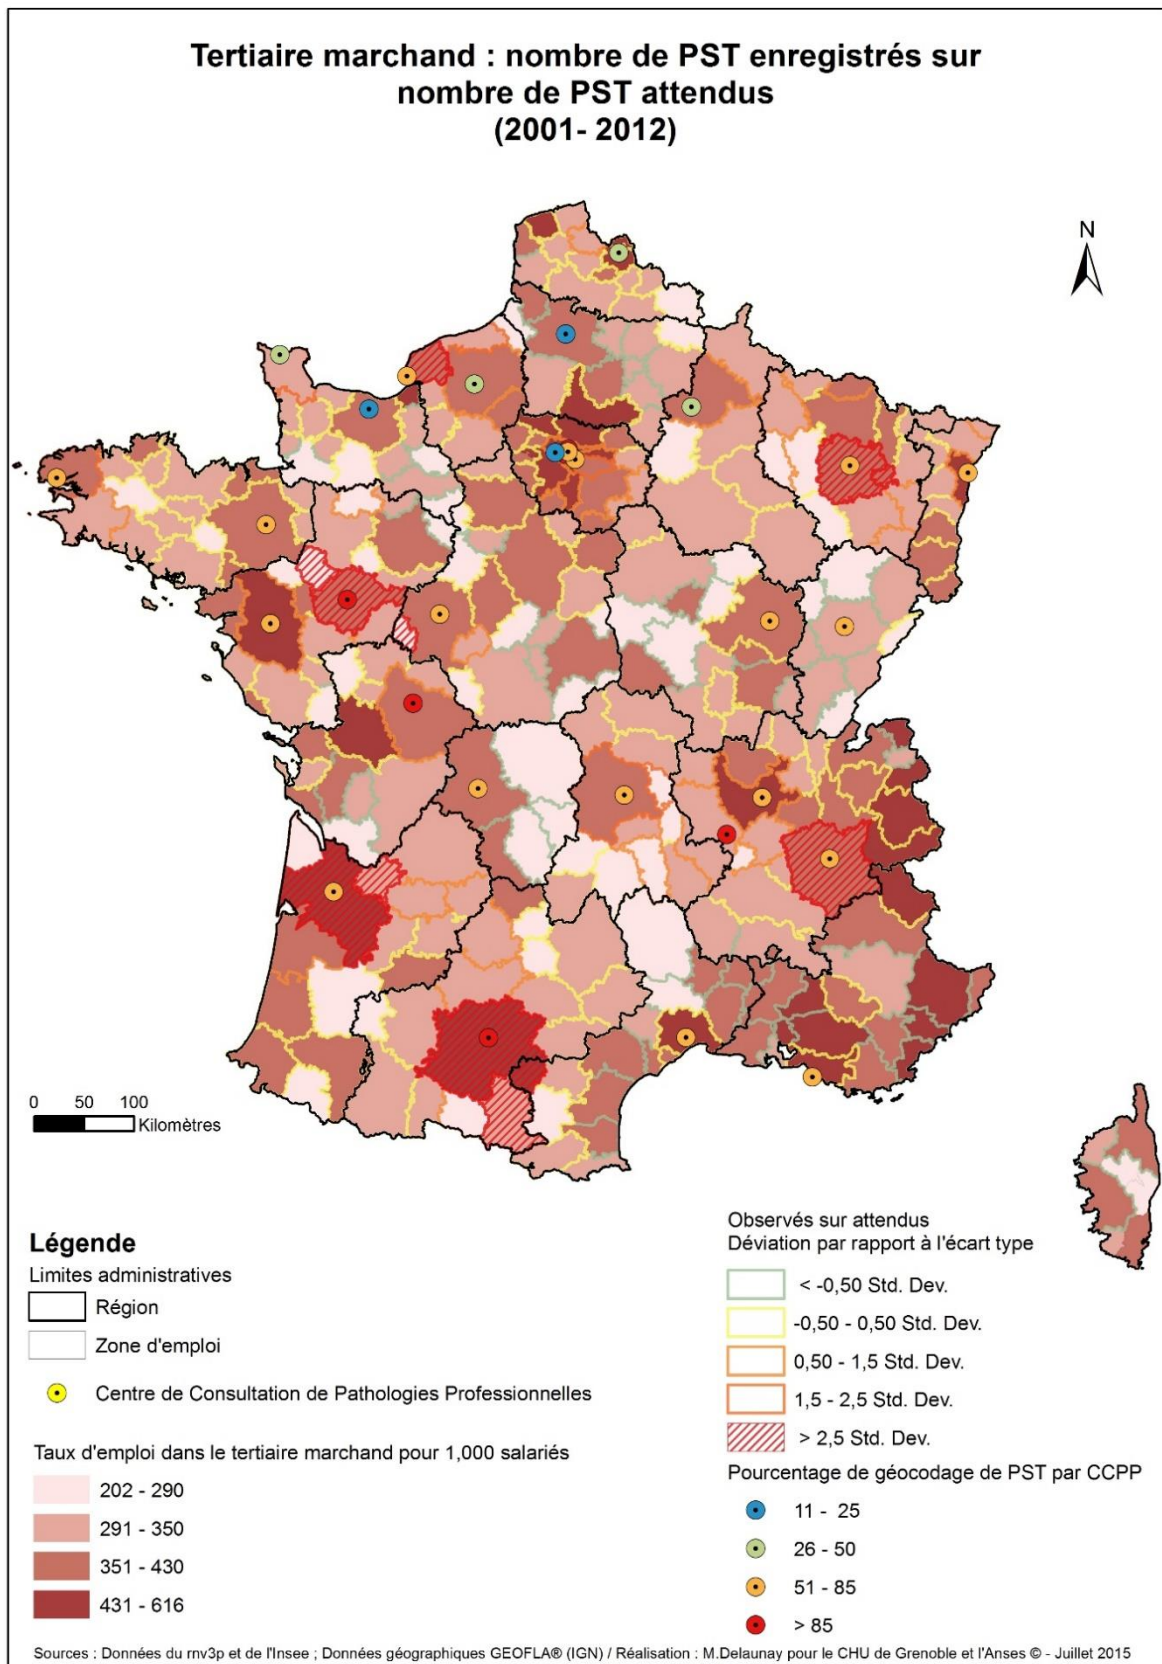 Tertiaire marchand : nombre de PST enregistrés sur
nombre de PST attendus
(2001- 2012)
N
0 50 100
Kilomètres
Légende
Limites administratives
Région
Zone d'emploi
Centre de Consultation de Pathologies Professionnelles
Taux d'emploi dans le tertiaire marchand pour 1,000 salariés
202 - 290
291 - 350
351 - 430
431 - 616
Observés sur attendus
Déviation par rapport à l'écart type
< -0,50 Std. Dev.
-0,50 - 0,50 Std. Dev.
0,50 - 1,5 Std. Dev.
1,5 - 2,5 Std. Dev.
> 2,5 Std. Dev.
Pourcentage de géocodage de PST par CCPP
11 - 25
26 - 50
51 - 85
> 85
Sources : Données du rnv3p et de l'Insee ; Données géographiques GEOFLA® (IGN) / Réalisation : M.Delaunay pour le CHU de Grenoble et l'Anses © - Juillet 2015